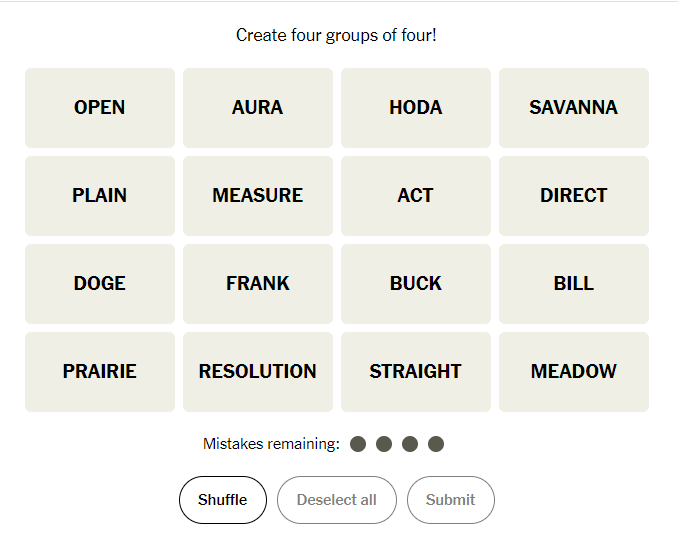 Create four groups of four!
OPEN AURA HODA SAVANNA
PLAIN MEASURE ACT DIRECT
DOGE FRANK BUCK BILL
PRAIRIE RESOLUTION STRAIGHT MEADOW
Mistakes remaining:
Shuffle Deselect all Submit